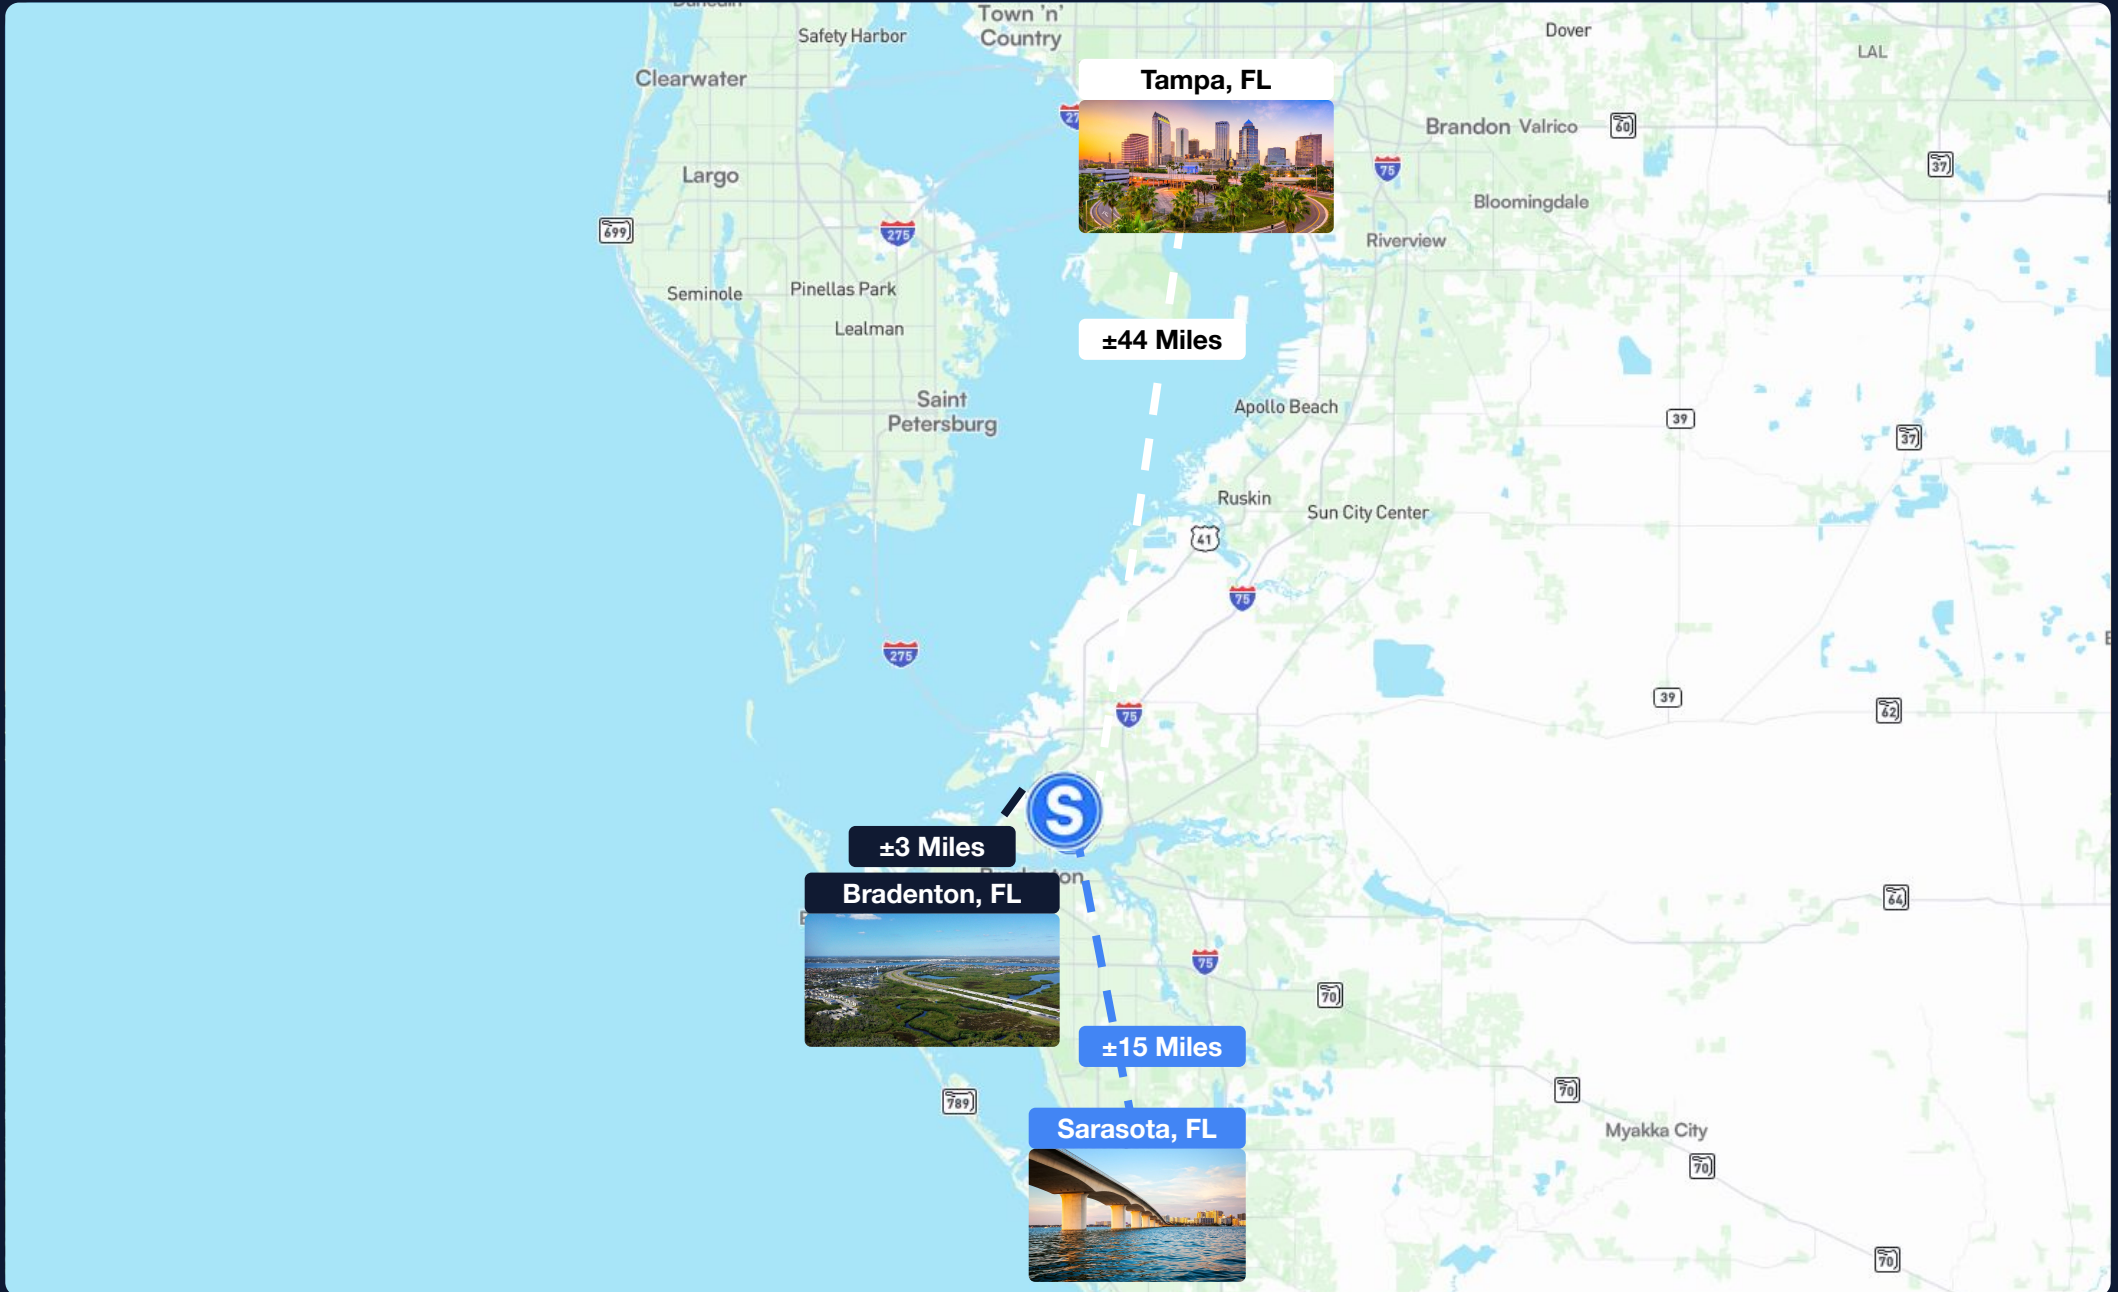 Town 'n'
Country
Safety Harbor
Dover
LAL
Clearwater
Tampa, FL
Brandon
Valrico
60
37
75
Largo
Bloomingdale
699
275
Riverview
Seminole
Pinellas Park
Lealman
±44 Miles
Saint
Petersburg
Apollo Beach
39
37
Ruskin
Sun City Center
41
75
275
39
62
75
S
±3 Miles
Bradenton, FL
64
75
70
±15 Miles
789
70
Sarasota, FL
Myakka City
70
70